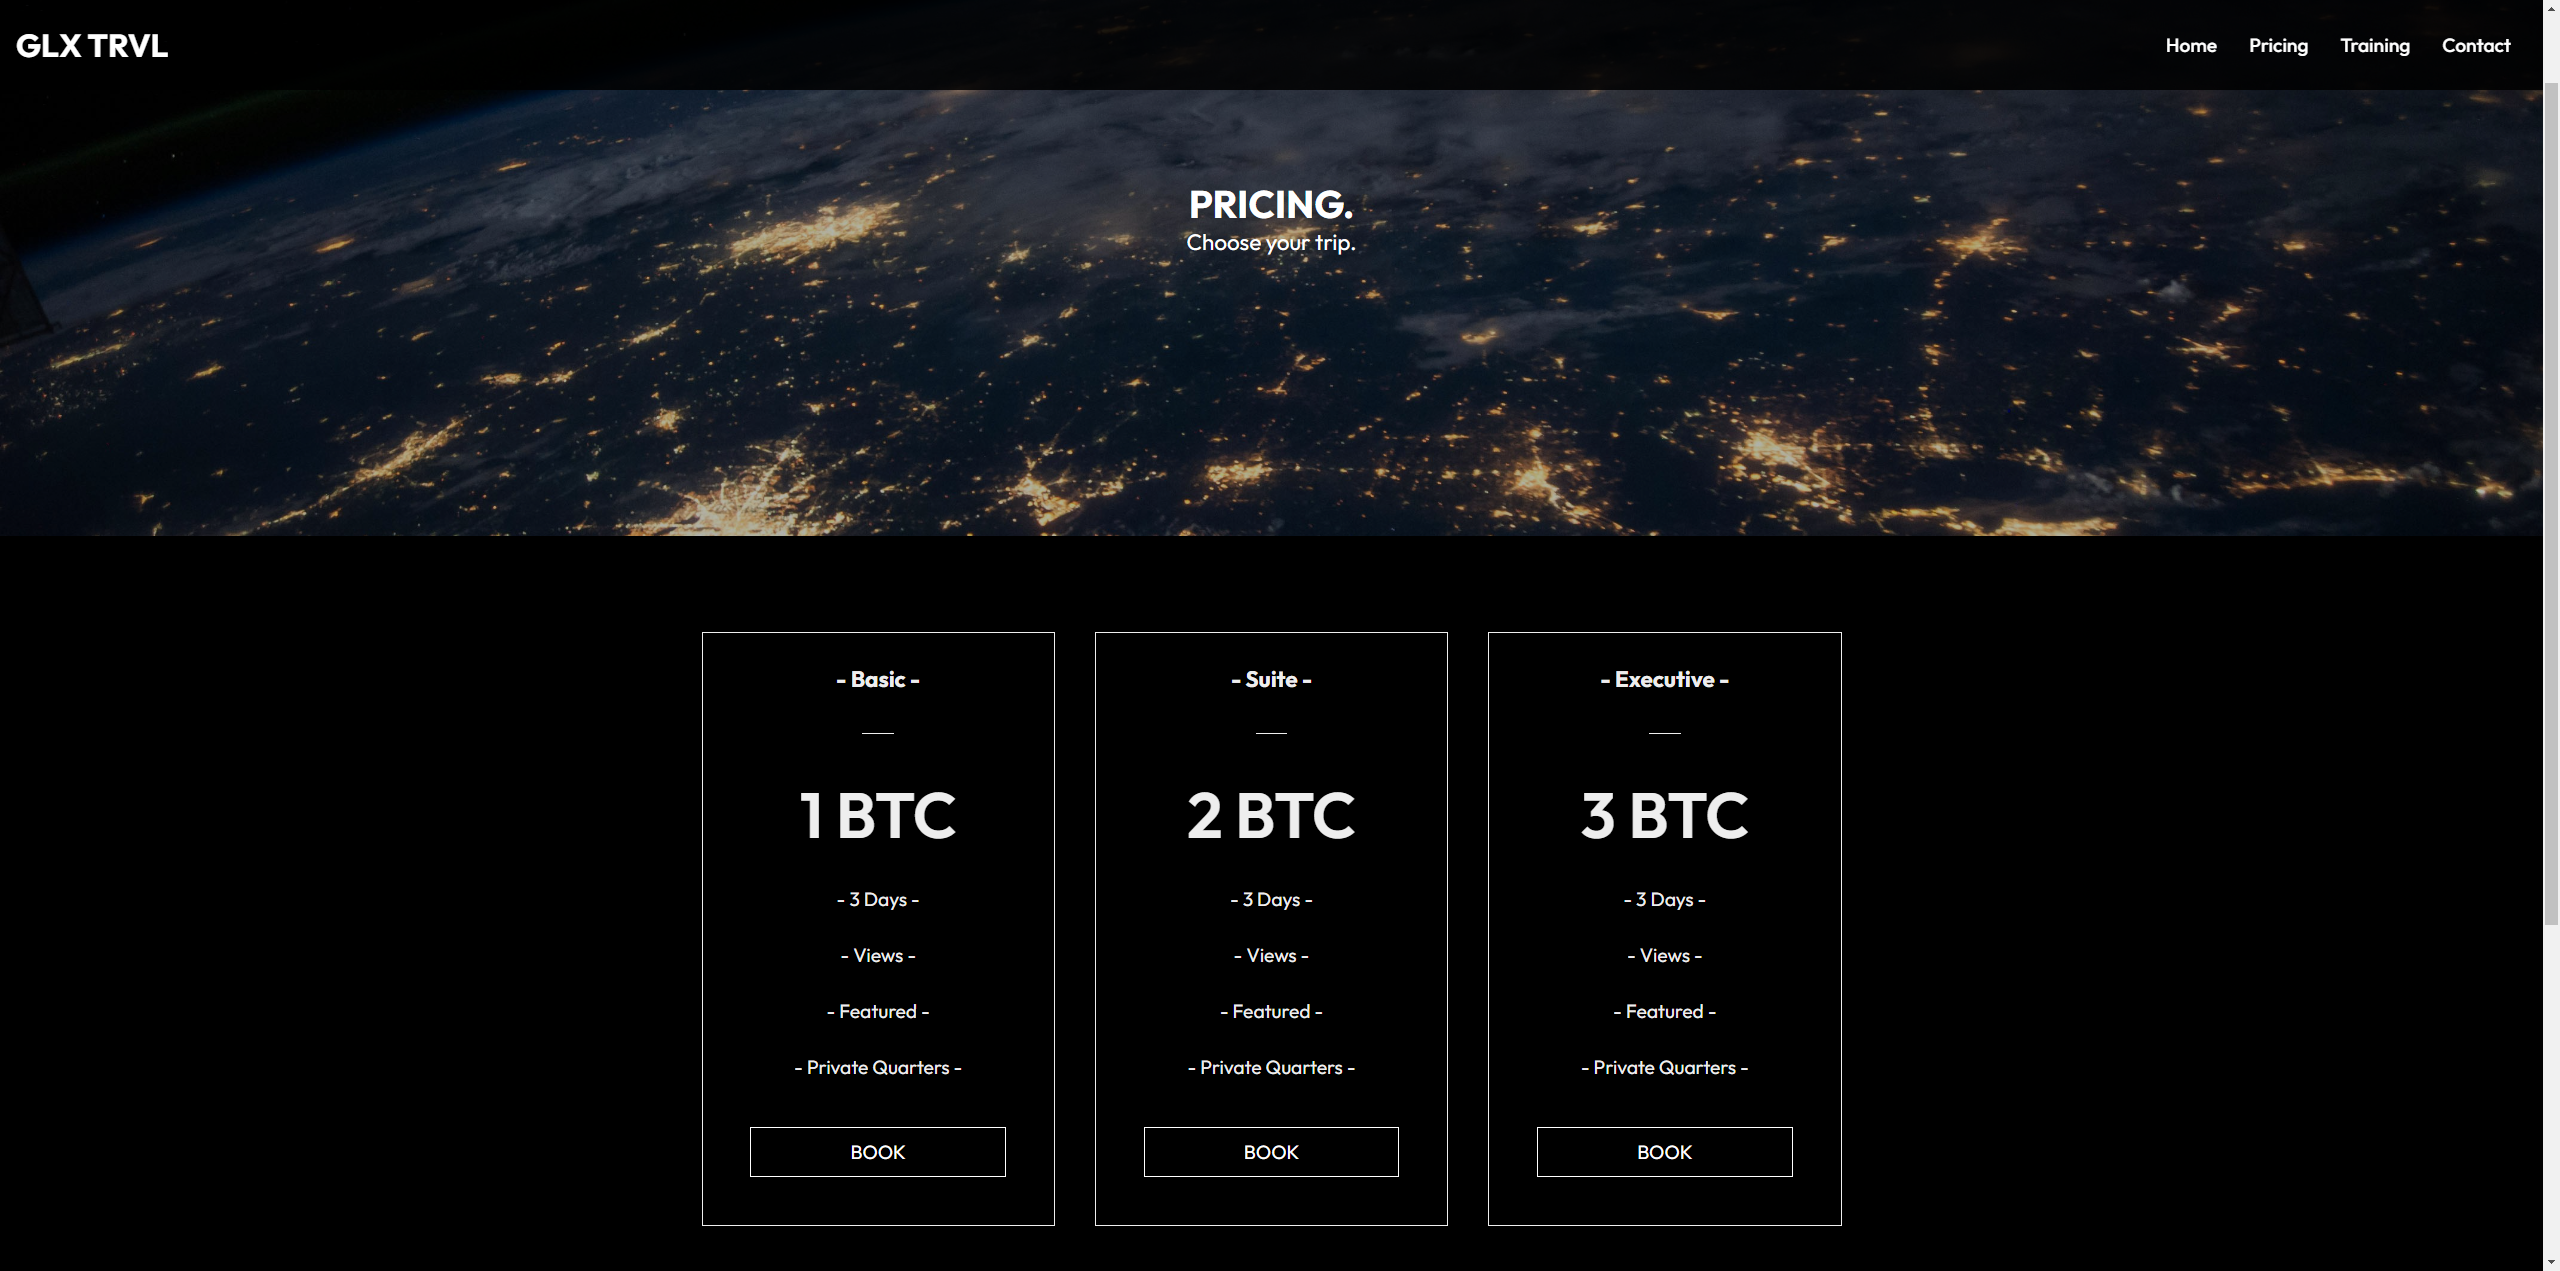 GLX TRVL
Home Pricing Training Contact
PRICING.
Choose your trip.
- Basic -
1 BTC
- 3 Days -
- Views -
- Featured -
- Private Quarters -
BOOK
- Suite -
2 BTC
- 3 Days -
- Views -
- Featured -
- Private Quarters -
BOOK
- Executive -
3 BTC
- 3 Days -
- Views -
- Featured -
- Private Quarters -
BOOK